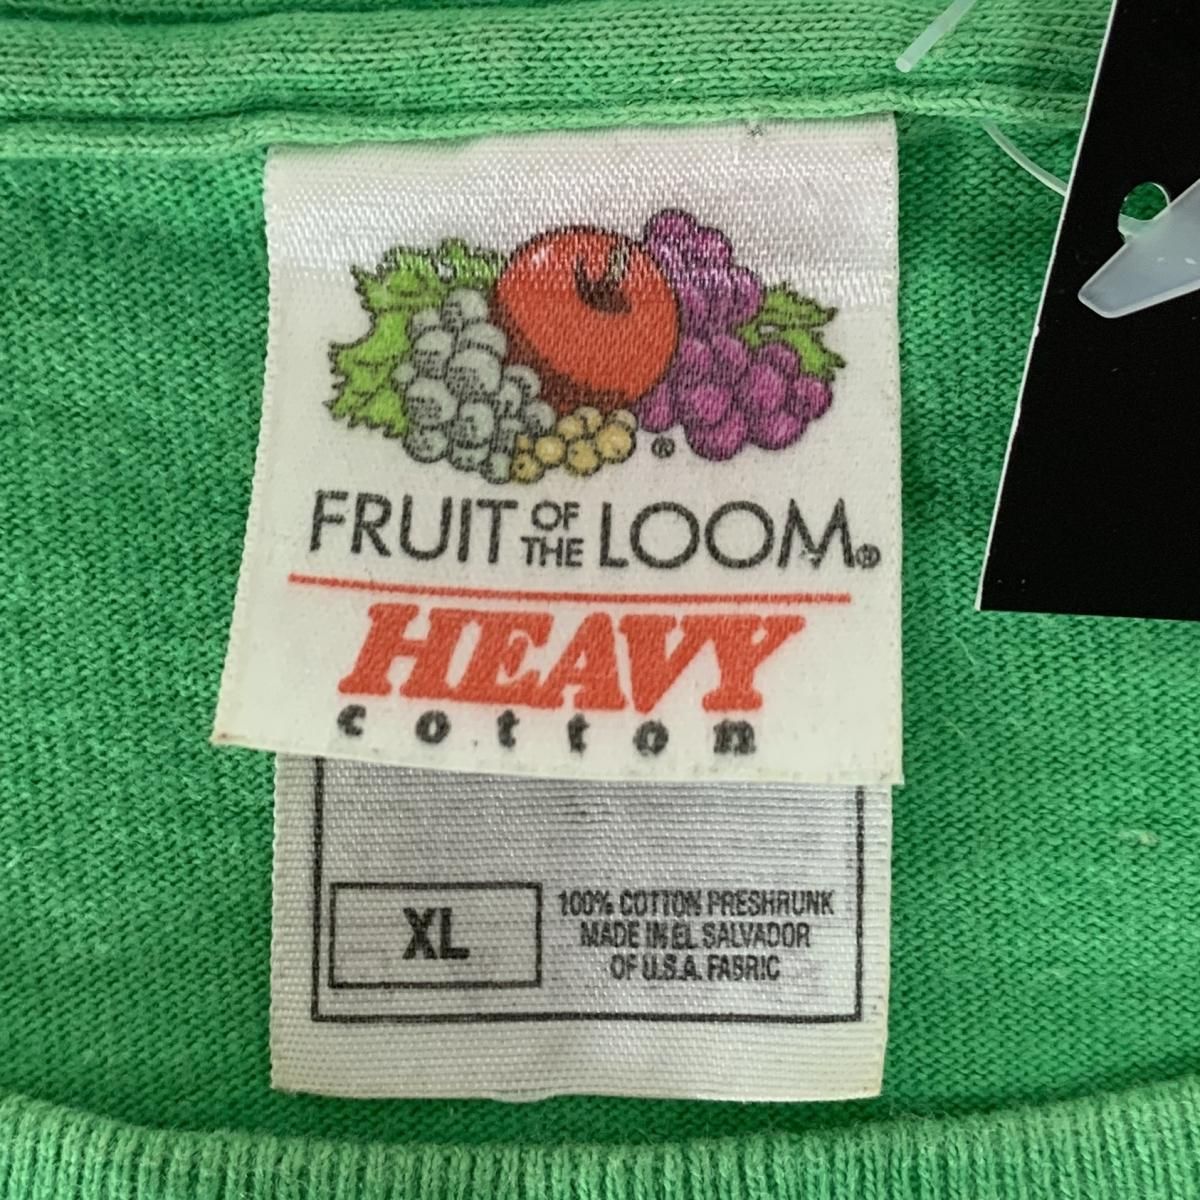 ®
FRUIT OF THE LOOM®
HEAVY
cotton
XL
100% COTTON PRESHRUNK
MADE IN EL SALVADOR
OF U.S.A. FABRIC